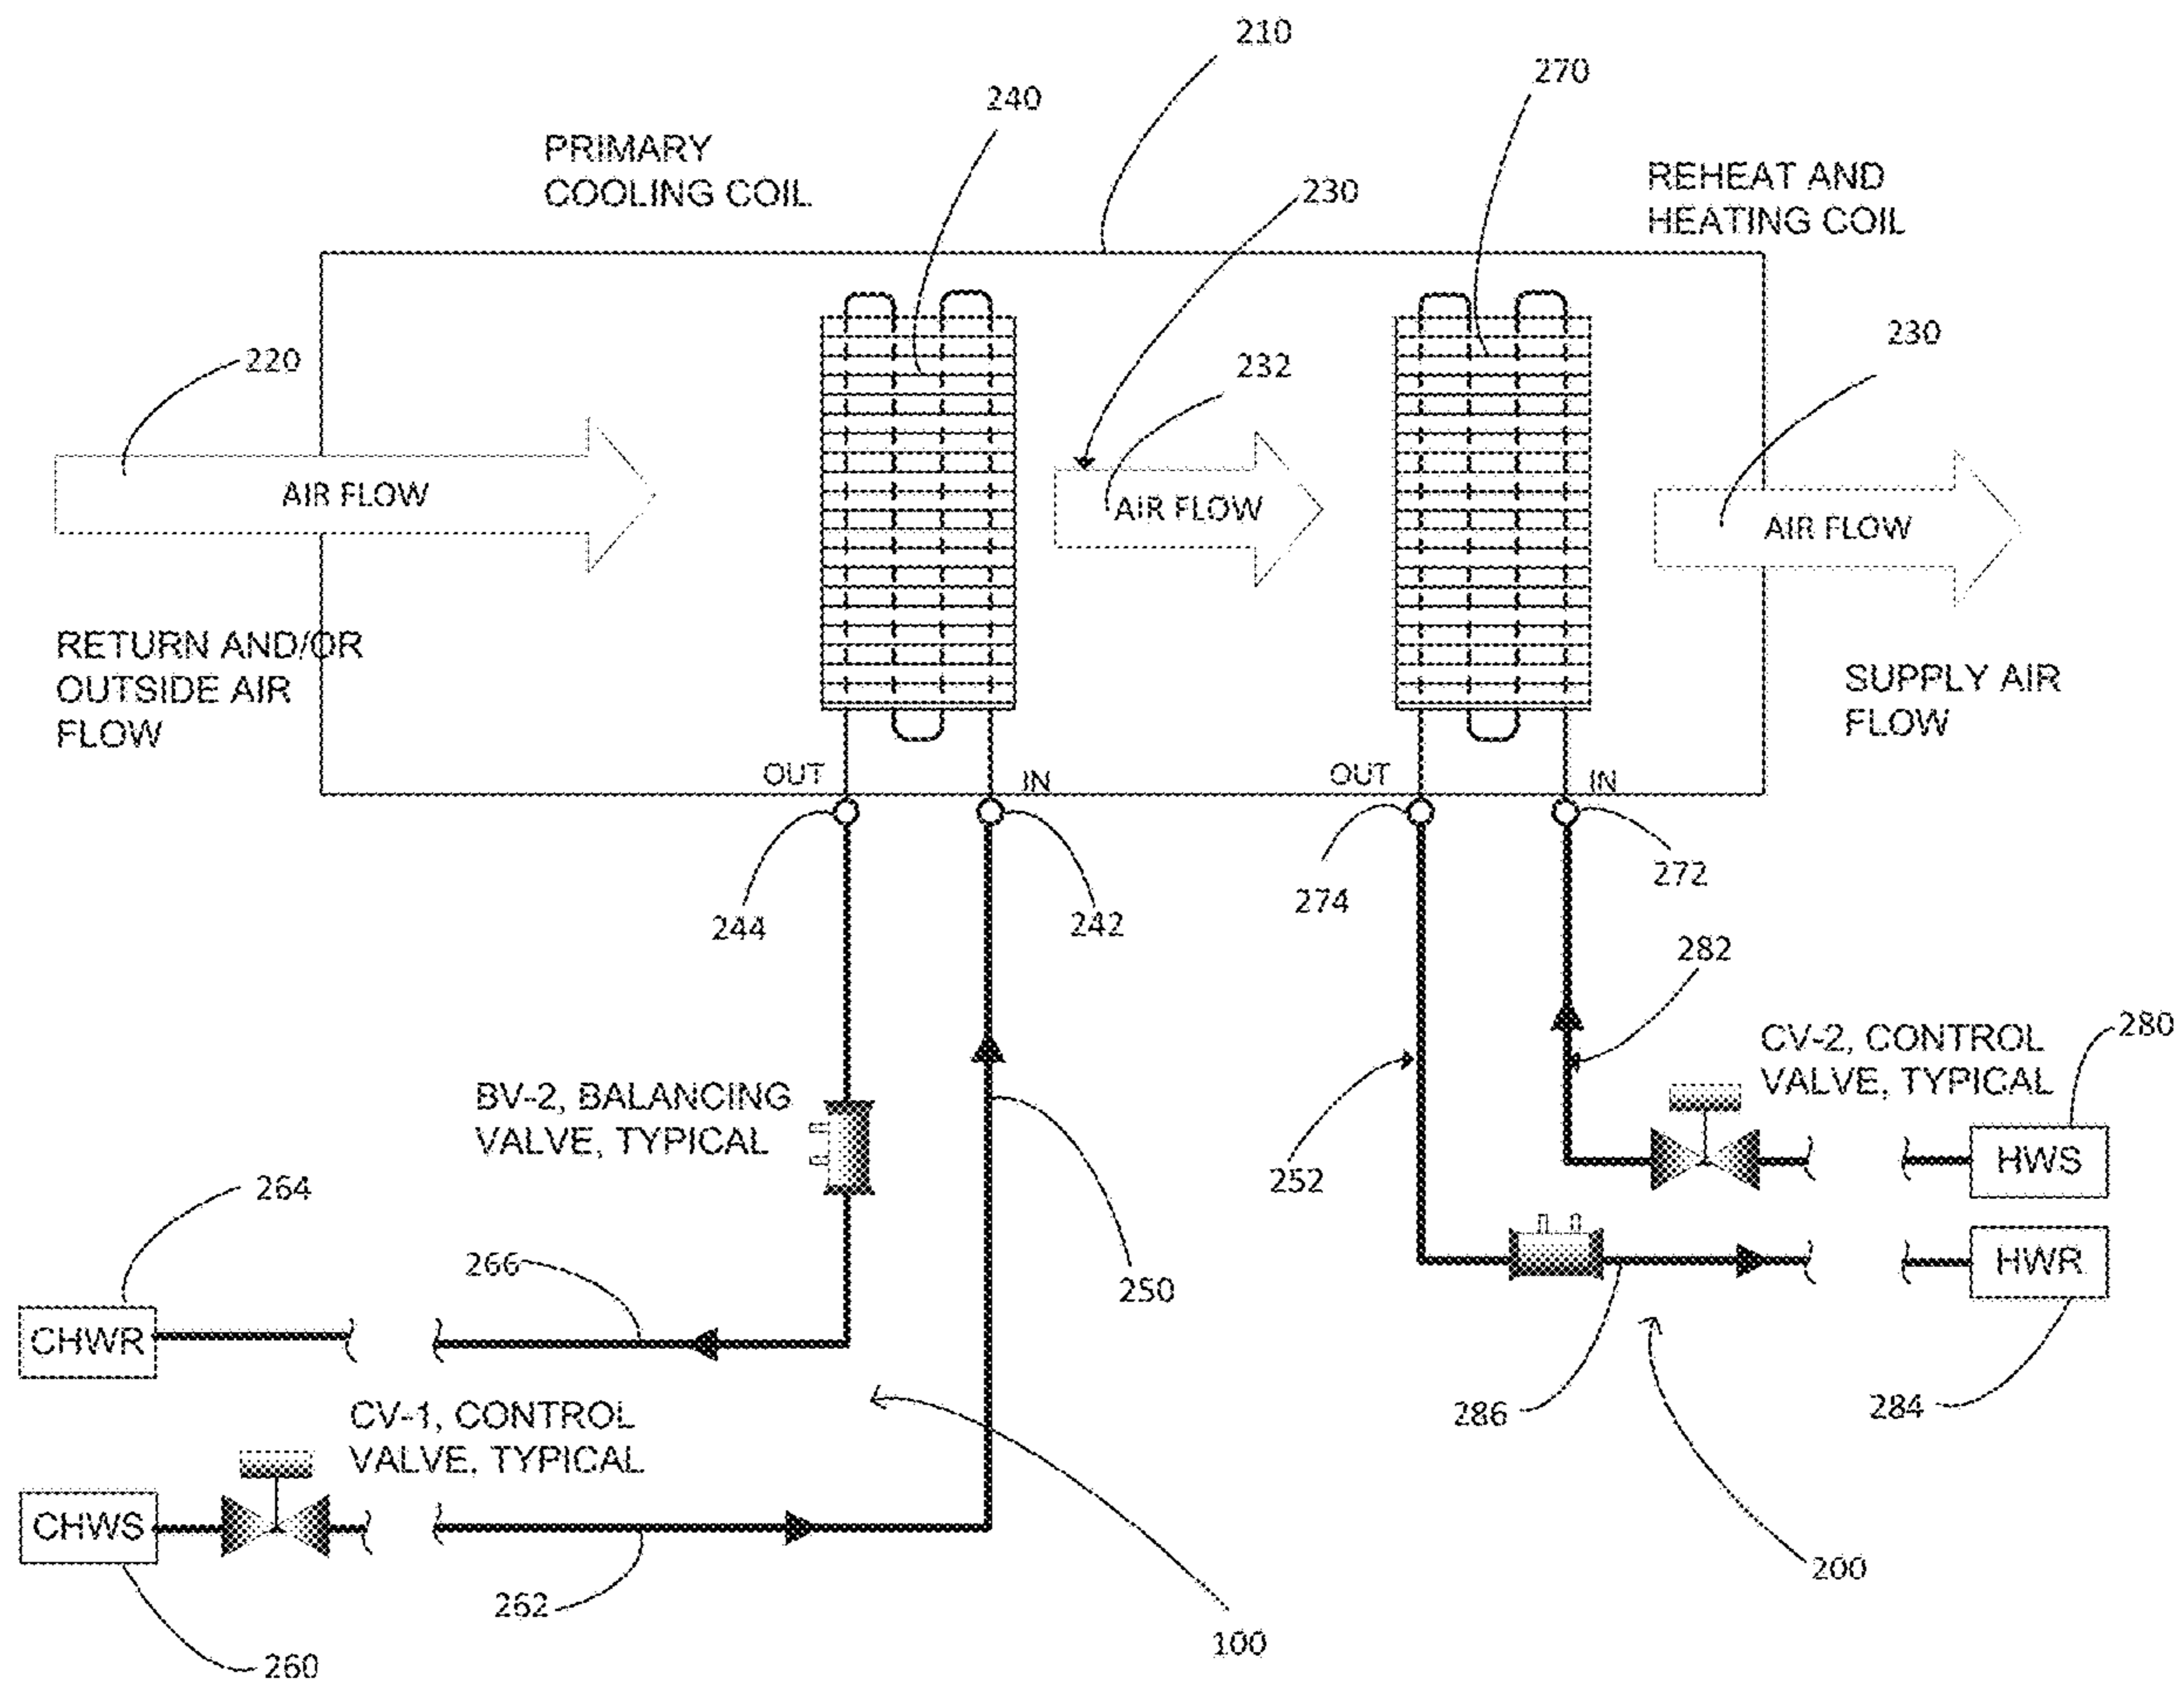 210
270
240
PRIMARY
COOLING COIL
230
REHEAT AND
HEATING COIL
220
232
230
AIR FLOW
AIR FLOW
AIR FLOW
RETURN AND/OR
OUTSIDE AIR
FLOW
SUPPLY AIR
FLOW
OUT
IN
OUT
IN
244
242
274
272
282
280
CV-2, CONTROL
VALVE, TYPICAL
BV-2, BALANCING
VALVE, TYPICAL
252
HWS
264
266
250
HWR
CHWR
286
284
CV-1, CONTROL
VALVE, TYPICAL
CHWS
200
262
100
260